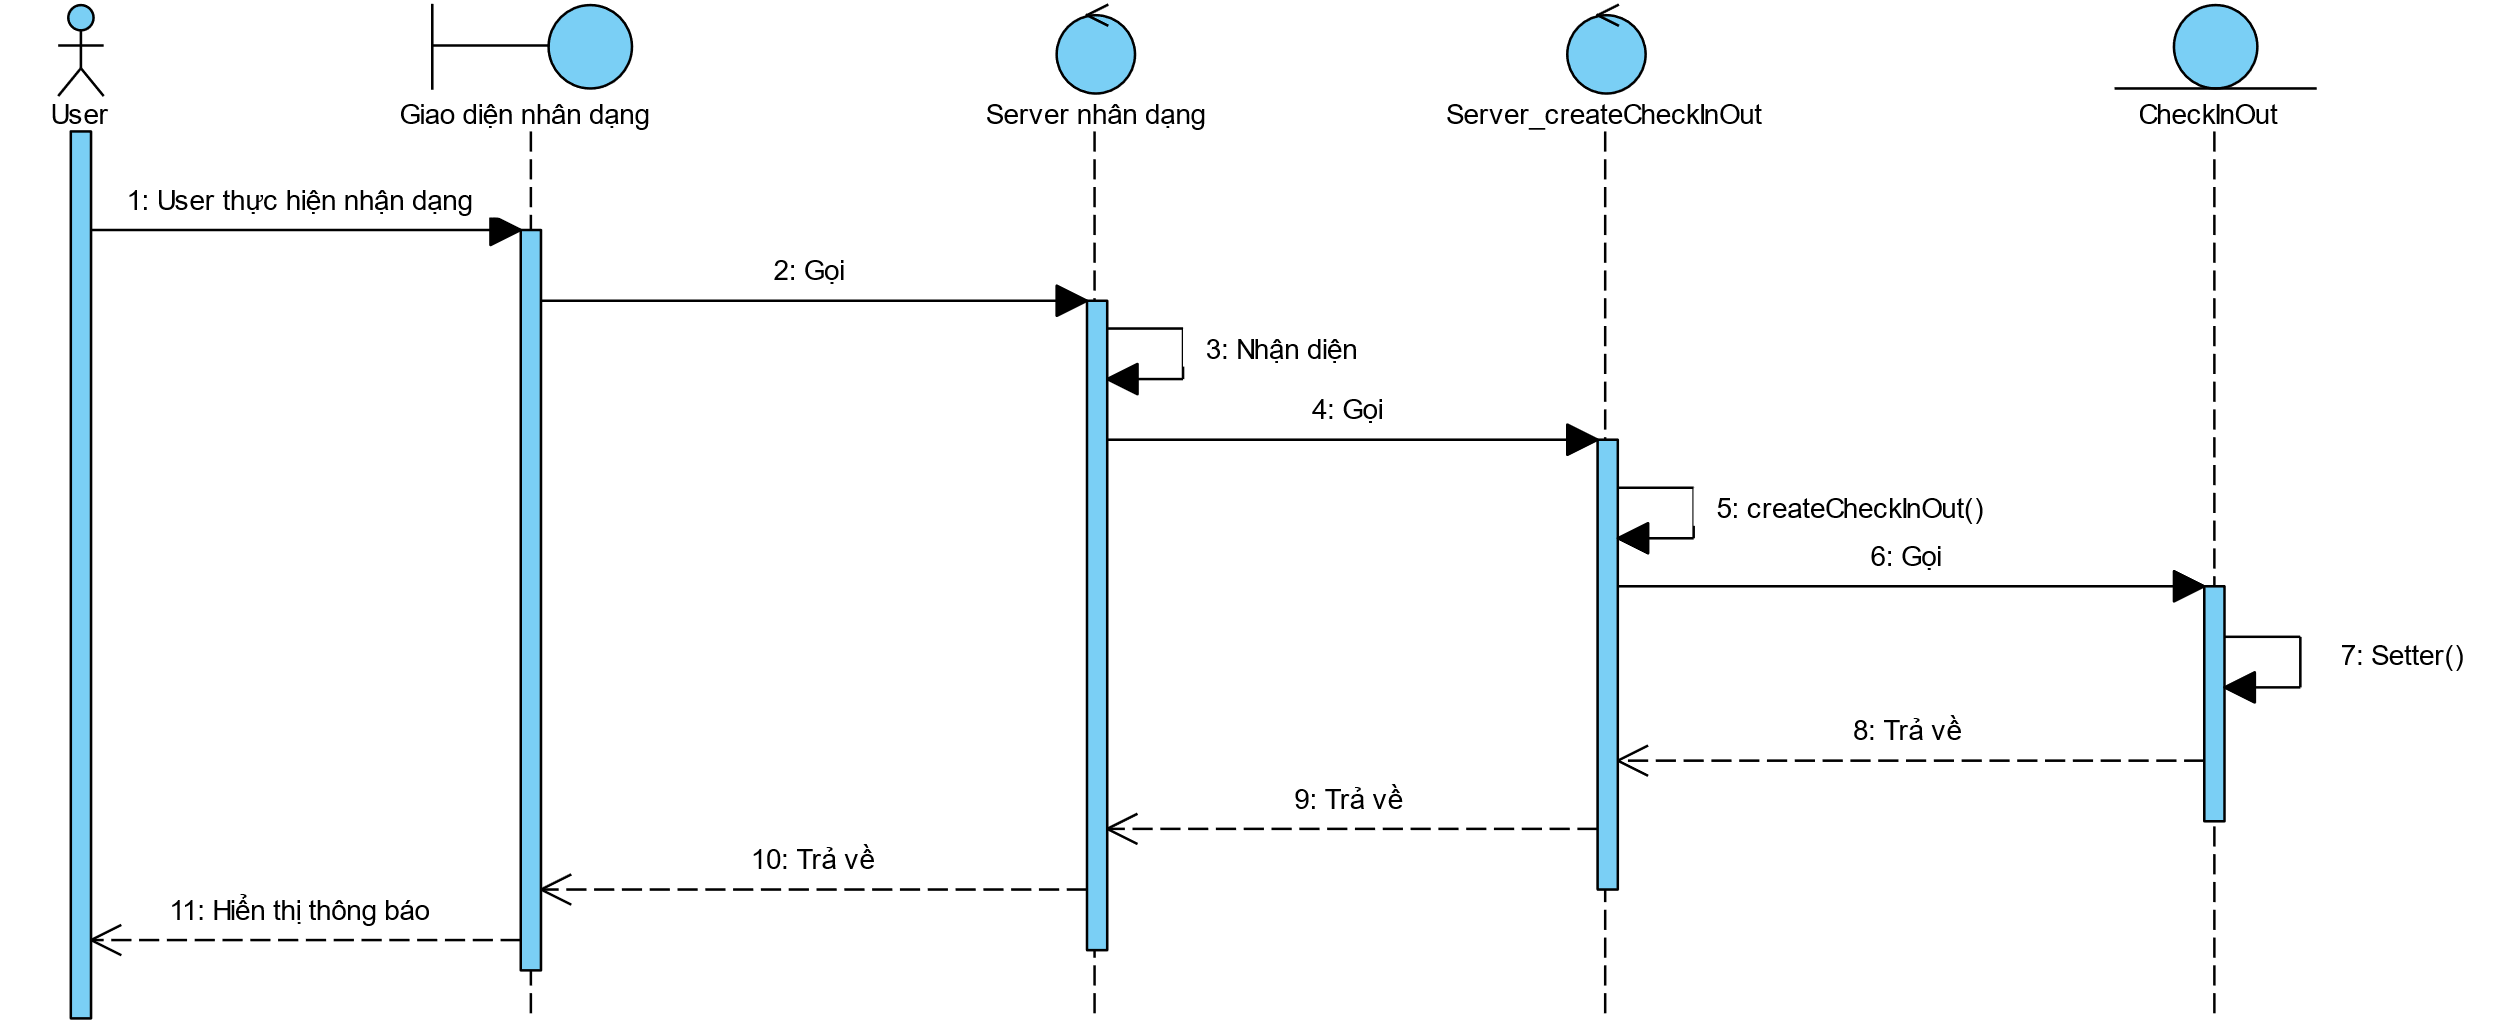 User
Giao diện nhân dạng
Server nhân dạng
Server_createCheckInOut
CheckInOut
1: User thực hiện nhận dạng
2: Gọi
3: Nhận diện
4: Gọi
5: createCheckInOut()
6: Gọi
7: Setter()
8: Trả về
9: Trả về
10: Trả về
11: Hiển thị thông báo